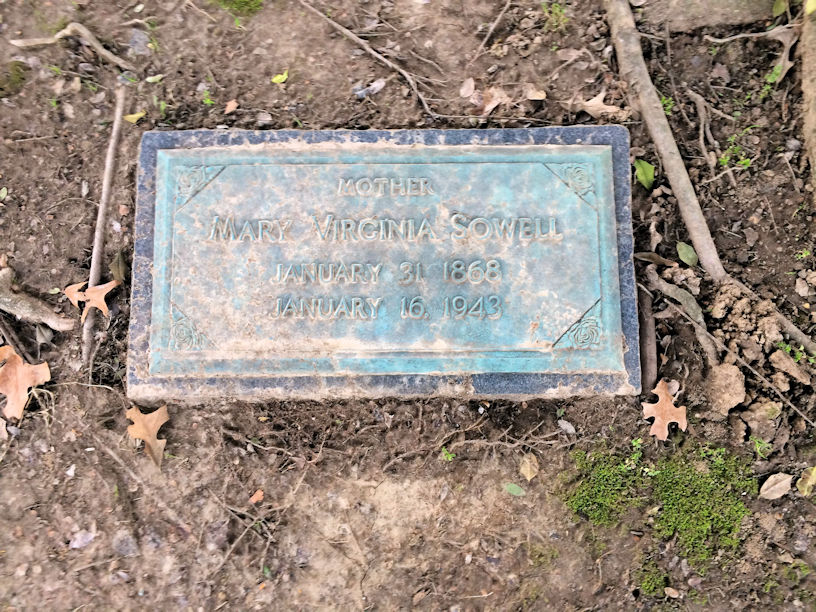 MOTHER
MARY VIRGINIA SOWELL
JANUARY 31, 1868
JANUARY 16, 1943